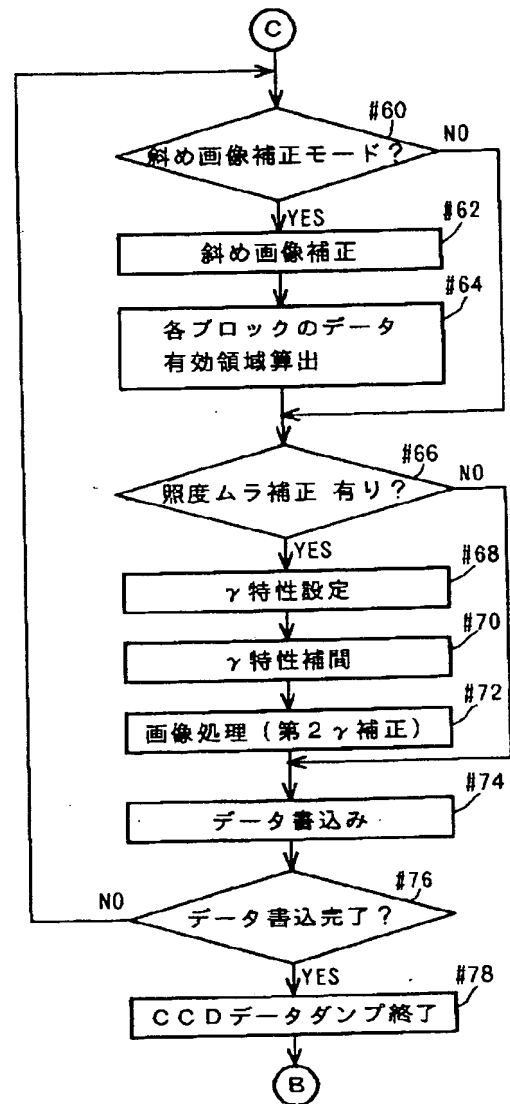 C
#60
斜め画像補正モード?
NO
YES
#62
斜め画像補正
#64
各ブロックのデータ
有効領域算出
#66
照度ムラ補正 有り?
NO
YES
#68
γ特性設定
#70
γ特性補間
#72
画像処理(第2γ補正)
#74
データ書込み
#76
データ書込完了?
NO
YES
#78
CCDデータダンプ終了
B